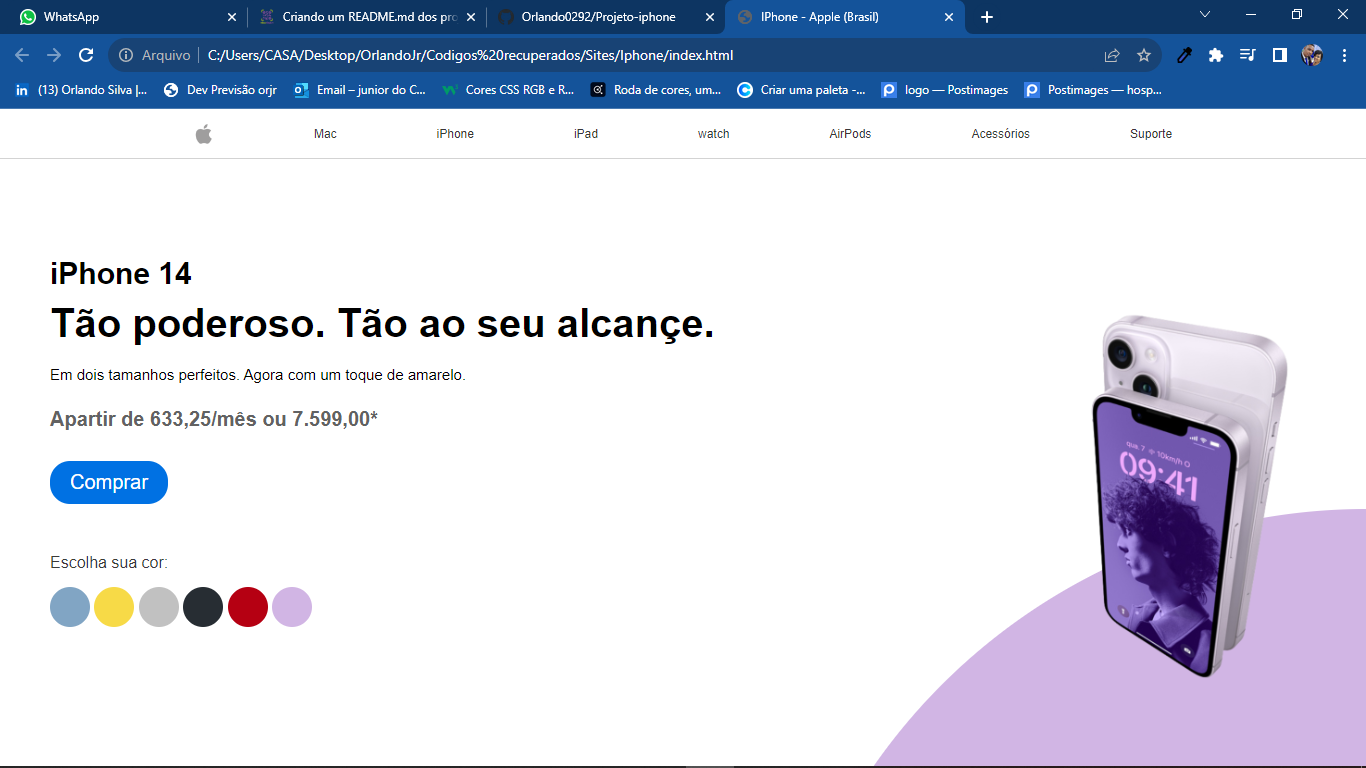 WhatsApp
Criando um README.md dos pro
Orlando0292/Projeto-iphone
IPhone - Apple (Brasil)
Arquivo C:/Users/CASA/Desktop/OrlandoJr/Codigos%20recuperados/Sites/Iphone/index.html
(13) Orlando Silva |... Dev Previsão orjr Email – junior do C... Cores CSS RGB e R... Roda de cores, um... Criar uma paleta -... logo — Postimages Postimages — hosp...
Mac iPhone iPad watch AirPods Acessórios Suporte
iPhone 14
Tão poderoso. Tão ao seu alcançe.
Em dois tamanhos perfeitos. Agora com um toque de amarelo.
Apartir de 633,25/mês ou 7.599,00*
Comprar
Escolha sua cor:
qua. 7 10km/h O
09:41